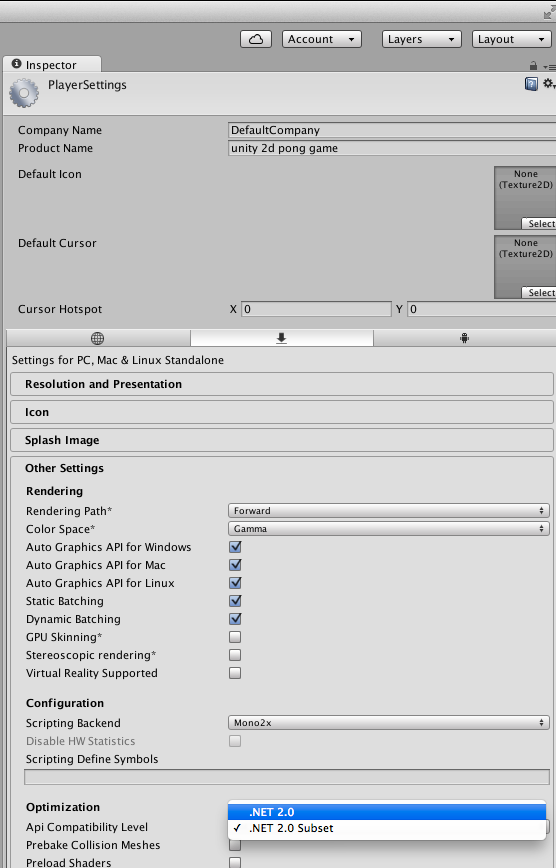 Account
Layers
Layout
Inspector
PlayerSettings
Company Name DefaultCompany
Product Name unity 2d pong game
Default Icon
None
(Texture2D)
Select
Default Cursor
None
(Texture2D)
Select
Cursor Hotspot X 0 Y 0
Settings for PC, Mac & Linux Standalone
Resolution and Presentation
Icon
Splash Image
Other Settings
Rendering
Rendering Path* Forward
Color Space* Gamma
Auto Graphics API for Windows
Auto Graphics API for Mac
Auto Graphics API for Linux
Static Batching
Dynamic Batching
GPU Skinning*
Stereoscopic rendering*
Virtual Reality Supported
Configuration
Scripting Backend Mono2x
Disable HW Statistics
Scripting Define Symbols
Optimization
.NET 2.0
Api Compatibility Level
✓ .NET 2.0 Subset
Prebake Collision Meshes
Preload Shaders